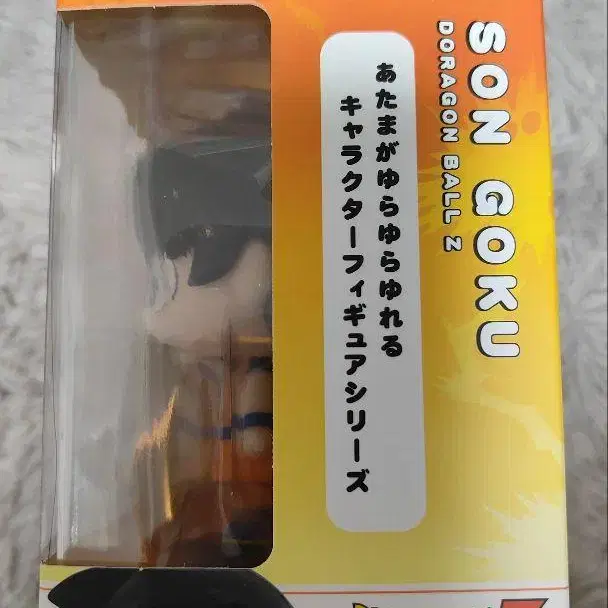 SON GOKU
DORAGON BALL Z
あたまがゆらゆらゆれる
キャラクターフィギュアシリーズ